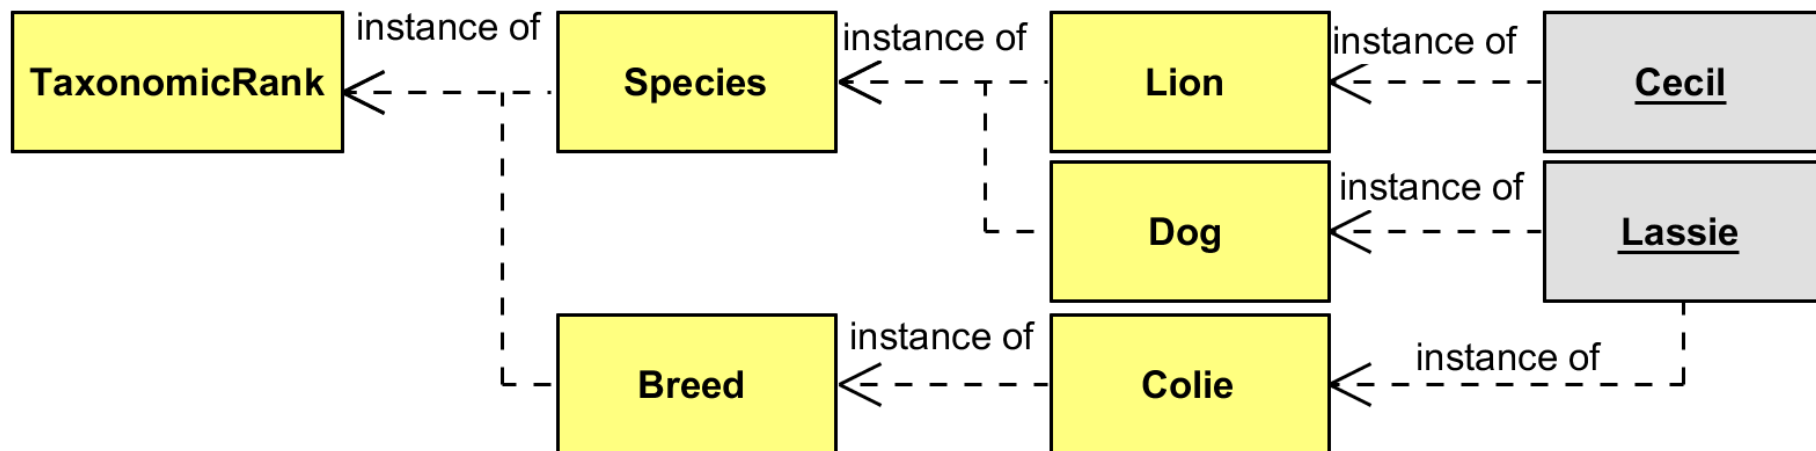 instance of
TaxonomicRank
Species
instance of
Lion
instance of
Cecil
instance of
Dog
Lassie
Breed
instance of
Colie
instance of